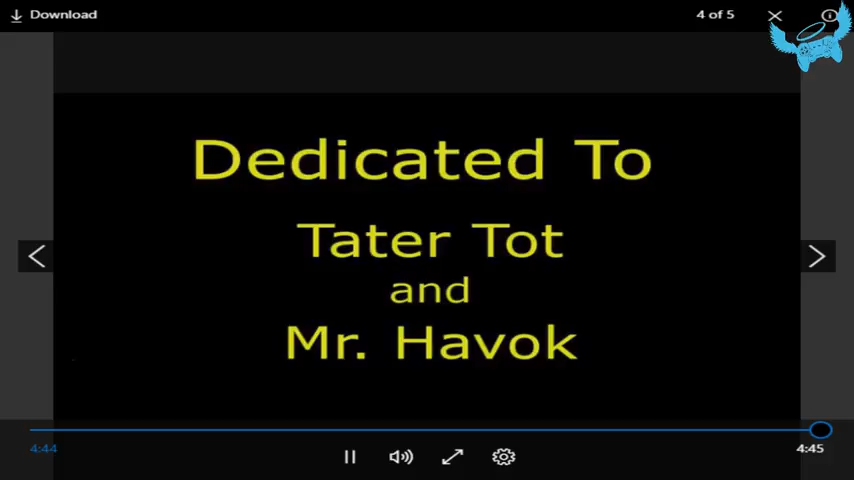 Download
4 of 5
Dedicated To
Tater Tot
and
Mr. Havok
4:44
4:45